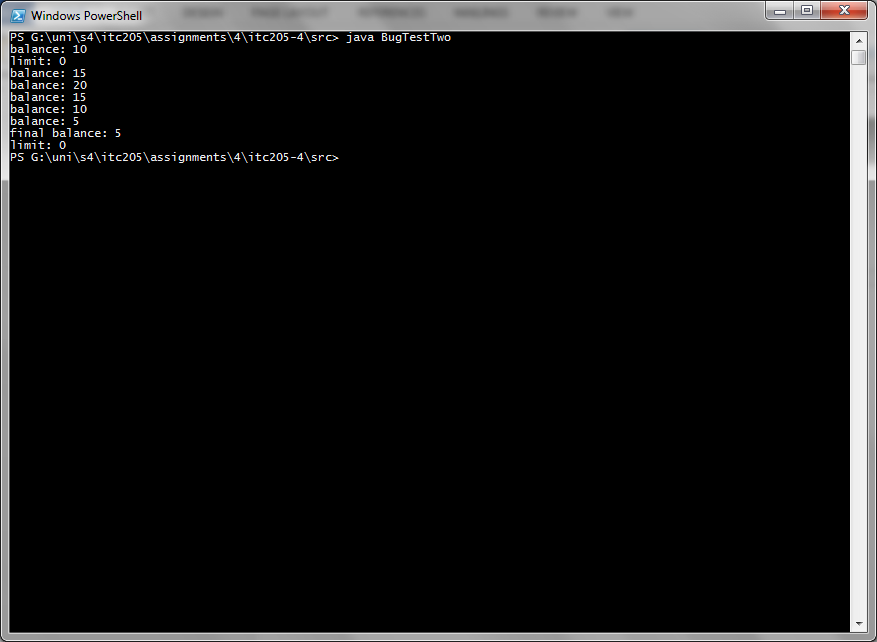 Windows PowerShell
PS G:\uni\s4\itc205\assignments\4\itc205-4\src> java BugTestTwo
balance: 10
limit: 0
balance: 15
balance: 20
balance: 15
balance: 10
balance: 5
final balance: 5
limit: 0
PS G:\uni\s4\itc205\assignments\4\itc205-4\src>